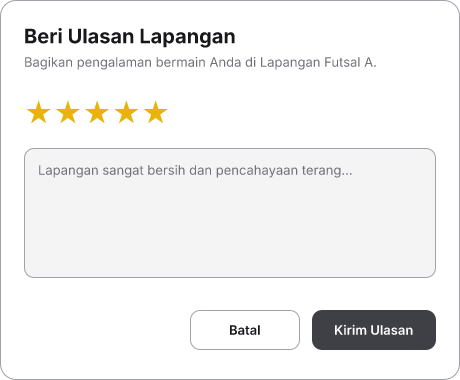 Beri Ulasan Lapangan
Bagikan pengalaman bermain Anda di Lapangan Futsal A.
Lapangan sangat bersih dan pencahayaan terang...
Batal
Kirim Ulasan